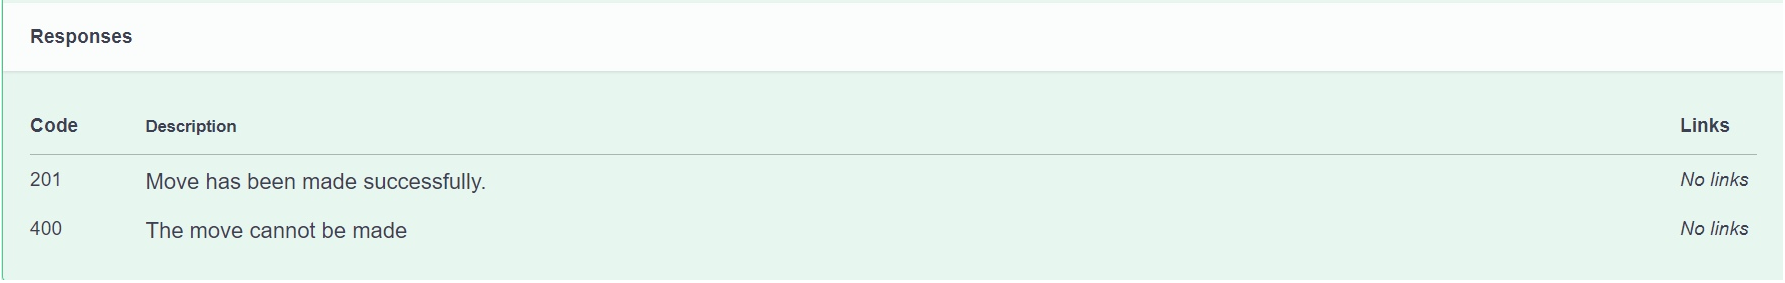 Responses
Code Description Links
201 Move has been made successfully. No links
400 The move cannot be made No links